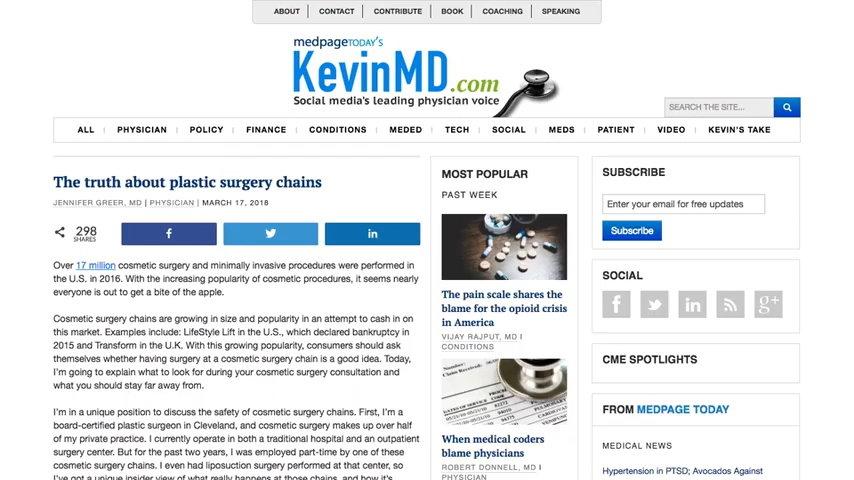 ABOUT CONTACT CONTRIBUTE BOOK COACHING SPEAKING
medpageTODAY'S
KevinMD.com
Social media's leading physician voice
SEARCH THE SITE...
ALL PHYSICIAN POLICY FINANCE CONDITIONS MEDED TECH SOCIAL MEDS PATIENT VIDEO KEVIN'S TAKE
The truth about plastic surgery chains
JENNIFER GREER, MD | PHYSICIAN | MARCH 17, 2018
298
SHARES
Over 17 million cosmetic surgery and minimally invasive procedures were performed in
the U.S. in 2016. With the increasing popularity of cosmetic procedures, it seems nearly
everyone is out to get a bite of the apple.
Cosmetic surgery chains are growing in size and popularity in an attempt to cash in on
this market. Examples include: LifeStyle Lift in the U.S., which declared bankruptcy in
2015 and Transform in the U.K. With this growing popularity, consumers should ask
themselves whether having surgery at a cosmetic surgery chain is a good idea. Today,
I'm going to explain what to look for during your cosmetic surgery consultation and
what you should stay far away from.
I'm in a unique position to discuss the safety of cosmetic surgery chains. First, I'm a
board-certified plastic surgeon in Cleveland, and cosmetic surgery makes up over half
of my private practice. I currently operate in both a traditional hospital and an outpatient
surgery center. But for the past two years, I was employed part-time by one of these
cosmetic surgery chains. I even had liposuction surgery performed at that center, so
I've got a unique insider view of what really happens at those chains, and how it's
MOST POPULAR
PAST WEEK
The pain scale shares the
blame for the opioid crisis
in America
VIJAY RAJPUT, MD |
CONDITIONS
When medical coders
blame physicians
ROBERT DONNELL, MD |
PHYSICIAN
SUBSCRIBE
Enter your email for free updates
Subscribe
SOCIAL
CME SPOTLIGHTS
FROM MEDPAGE TODAY
MEDICAL NEWS
Hypertension in PTSD; Avocados Against